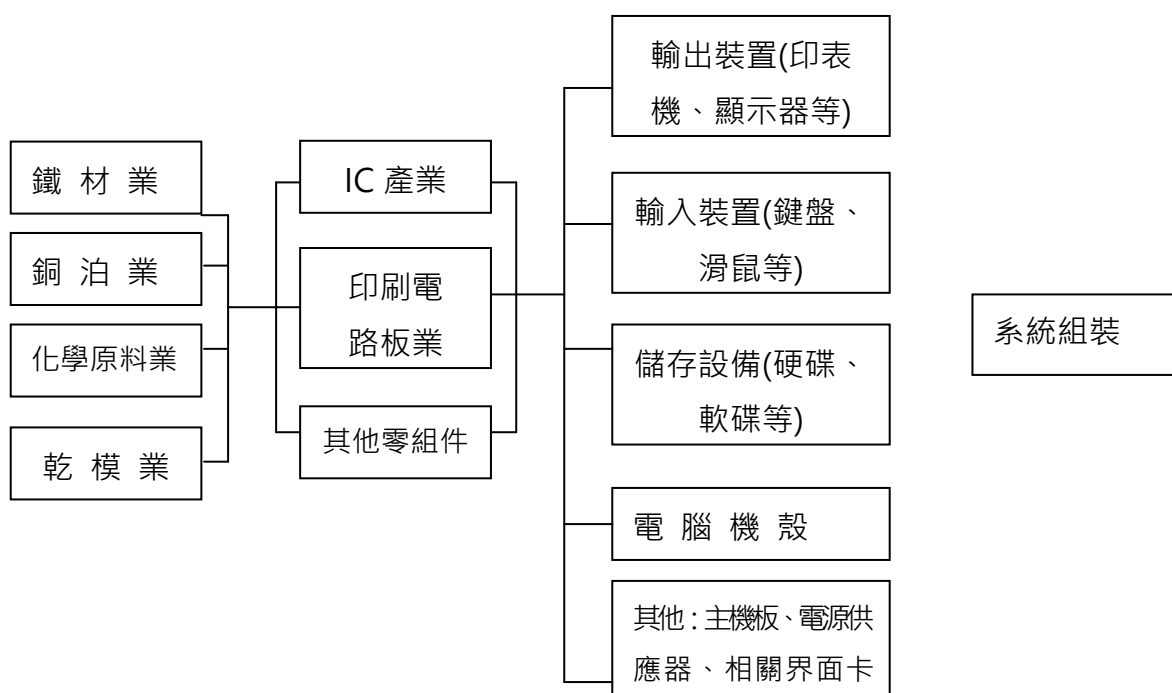 鐵 材 業
銅 泊 業
化學原料業
乾 模 業
IC 產業
印刷電
路板業
其他零組件
輸出裝置(印表
機、顯示器等)
輸入裝置(鍵盤、
滑鼠等)
儲存設備(硬碟、
軟碟等)
電 腦 機 殼
其他:主機板、電源供
應器、相關界面卡
系統組裝